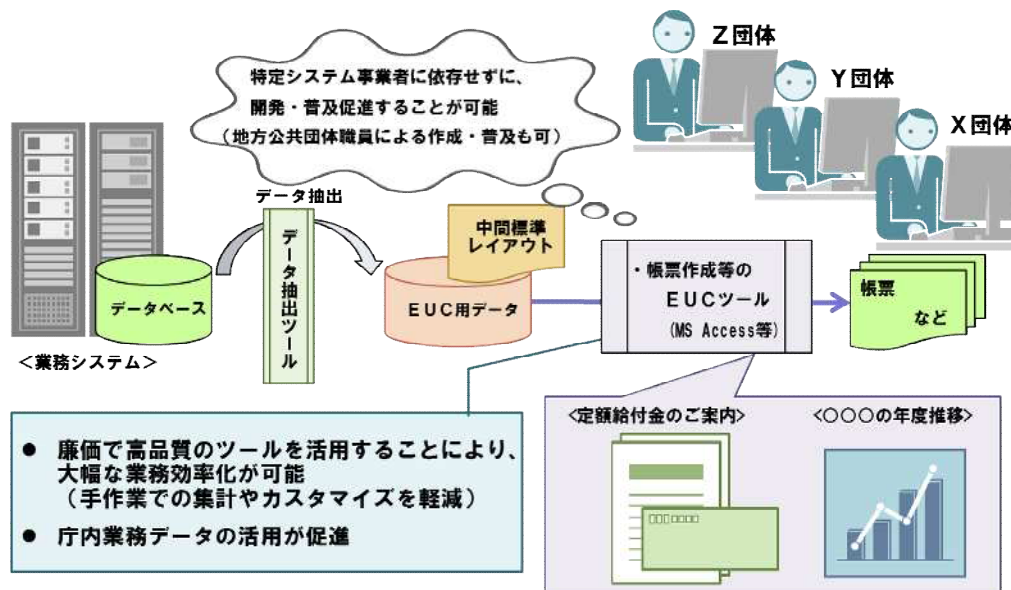 Z団体
Y団体
X団体
特定システム事業者に依存せずに、
開発・普及促進することが可能
(地方公共団体職員による作成・普及も可)
データ抽出
データ抽出ツール
中間標準
レイアウト
データベース
EUC用データ
・帳票作成等の
EUCツール
(MS Access等)
帳票
など
<業務システム>
● 廉価で高品質のツールを活用することにより、
大幅な業務効率化が可能
(手作業での集計やカスタマイズを軽減)
● 庁内業務データの活用が促進
<定額給付金のご案内>
<○○○の年度推移>
□□□□□□□